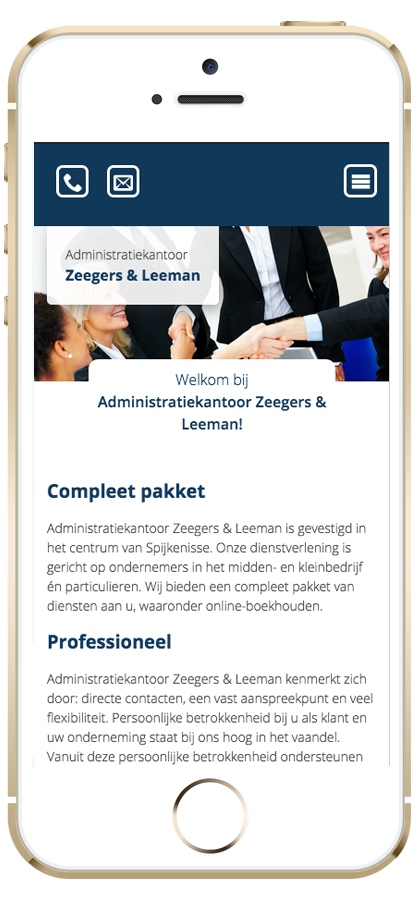 Administratiekantoor
Zeegers & Leeman
Welkom bij
Administratiekantoor Zeegers &
Leeman!
Compleet pakket
Administratiekantoor Zeegers & Leeman is gevestigd in
het centrum van Spijkenisse. Onze dienstverlening is
gericht op ondernemers in het midden- en kleinbedrijf
én particulieren. Wij bieden een compleet pakket van
diensten aan u, waaronder online-boekhouden.
Professioneel
Administratiekantoor Zeegers & Leeman kenmerkt zich
door: directe contacten, een vast aanspreekpunt en veel
flexibiliteit. Persoonlijke betrokkenheid bij u als klant en
uw onderneming staat bij ons hoog in het vaandel.
Vanuit deze persoonlijke betrokkenheid ondersteunen